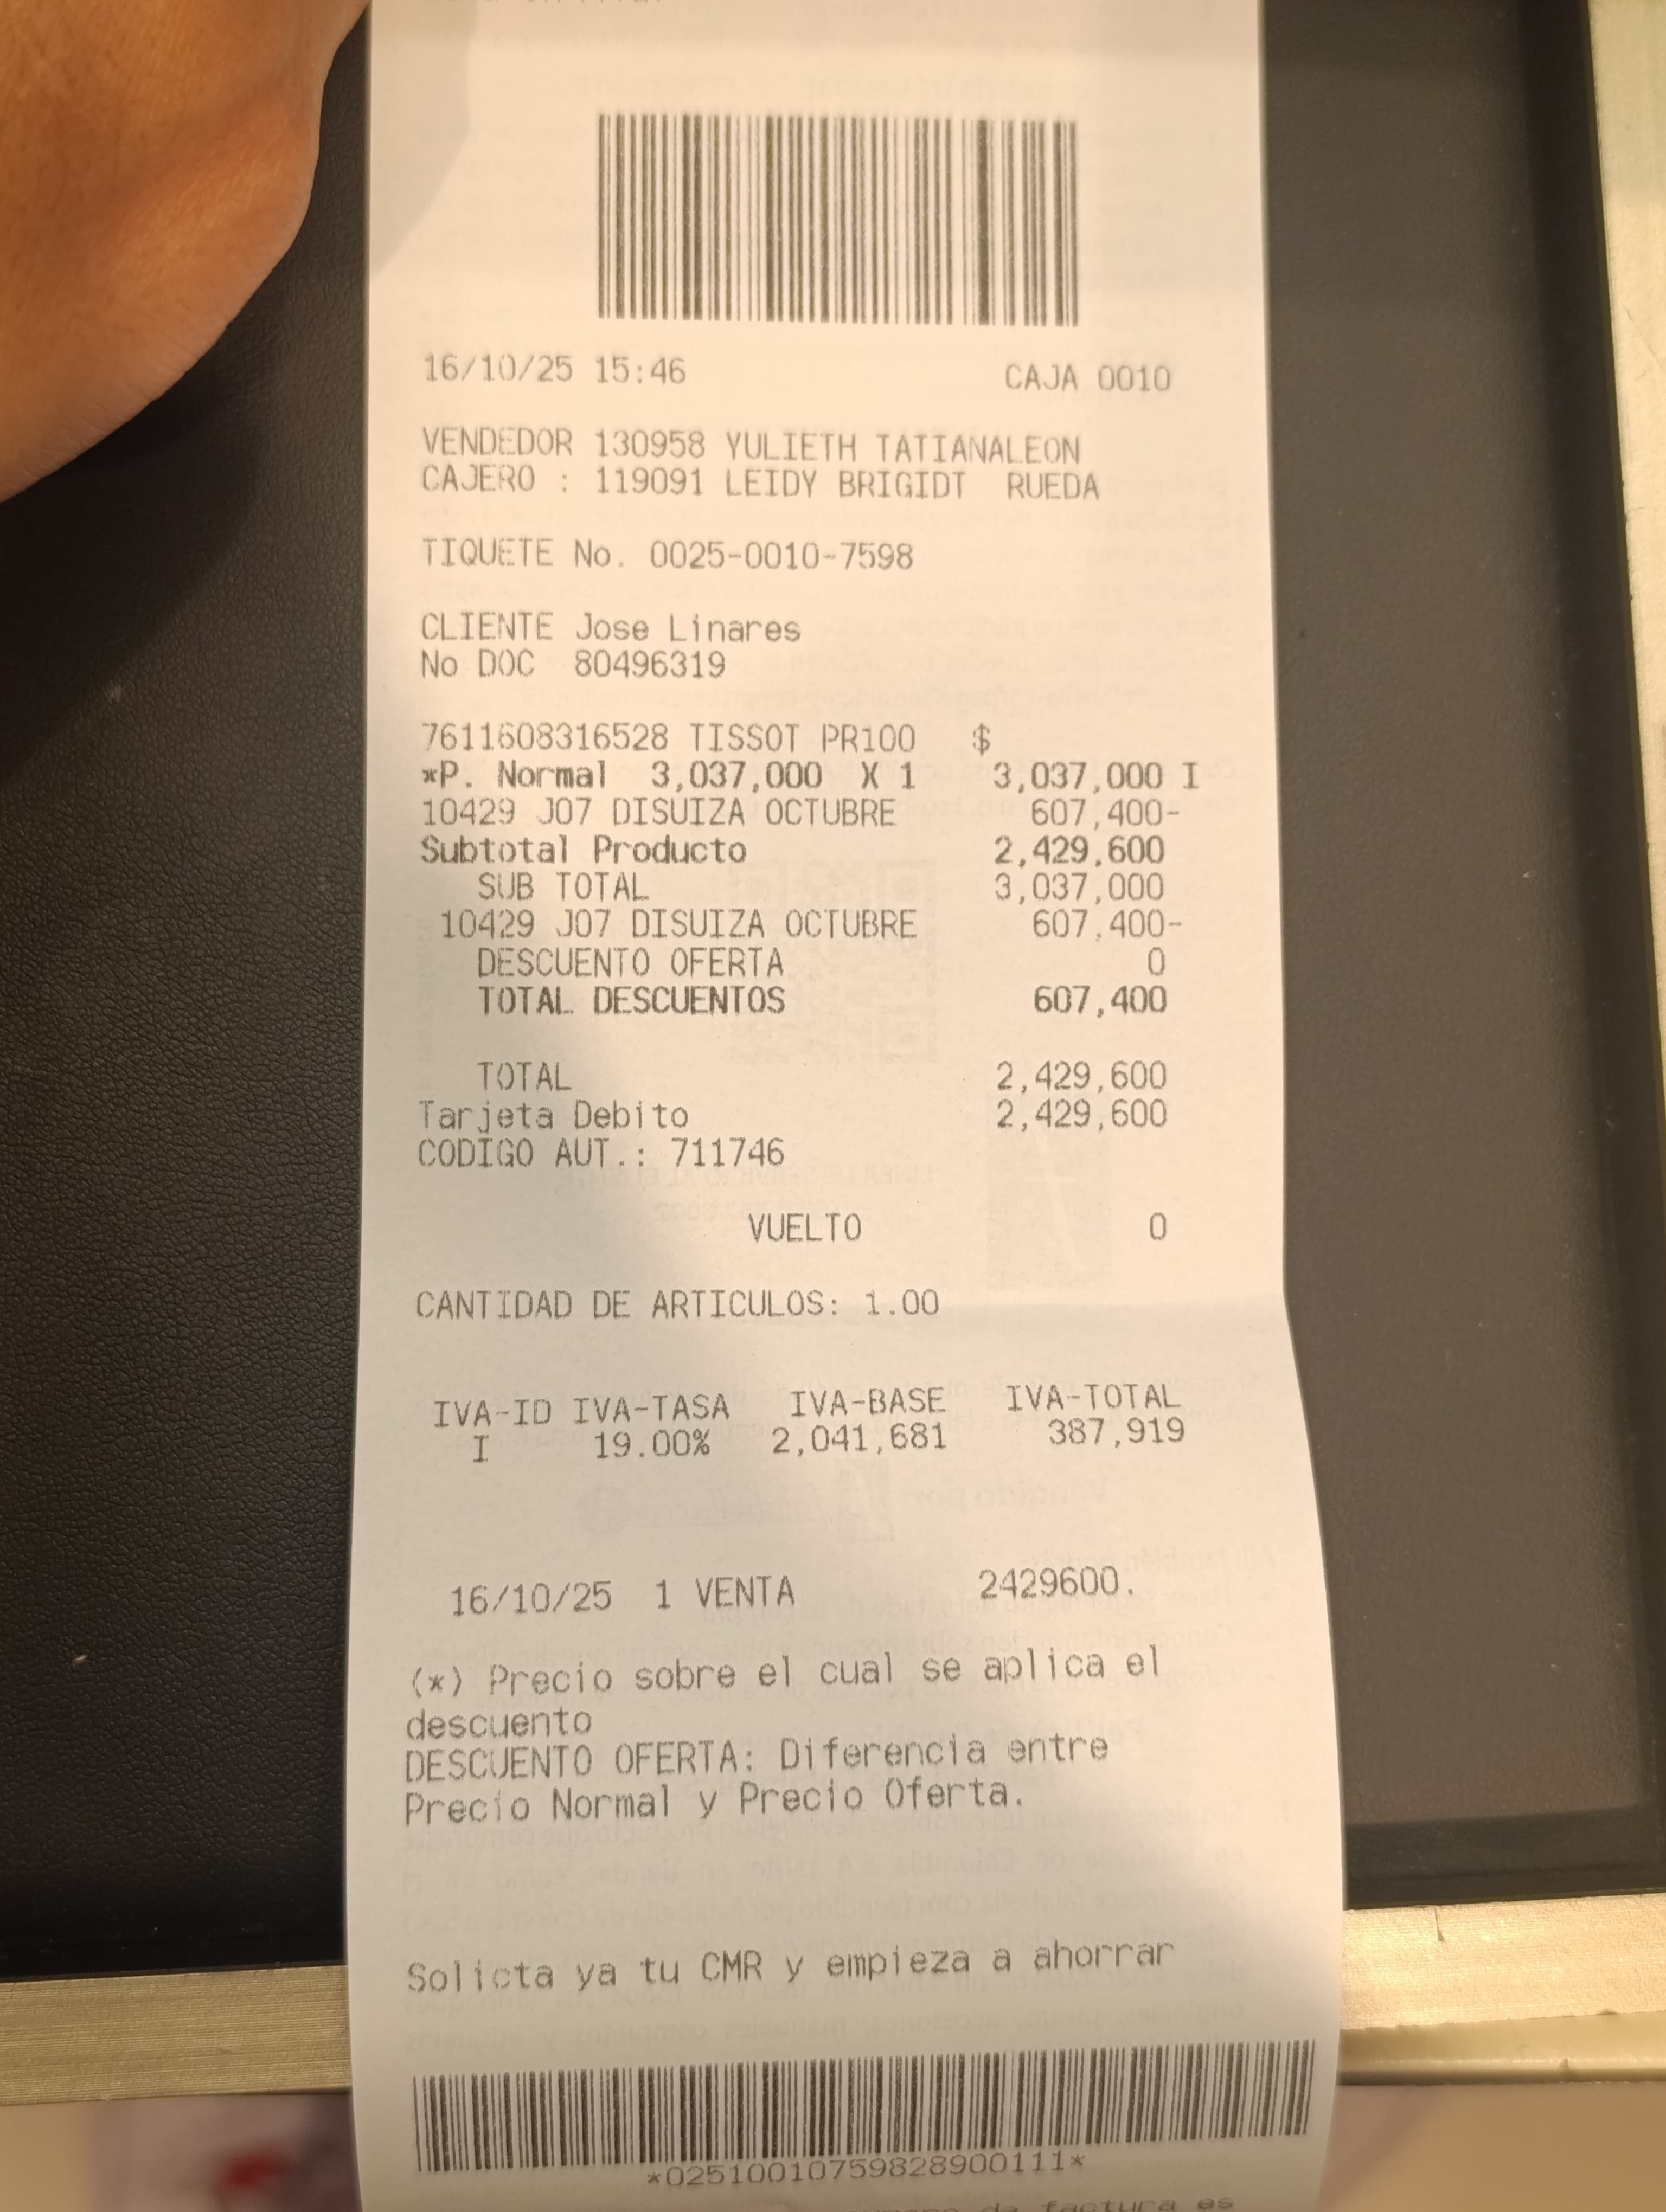 16/10/25 15:46 CAJA 0010
VENDEDOR 130958 YULIETH TATIANALEON
CAJERO : 119091 LEIDY BRIGIDT RUEDA
TIQUETE No. 0025-0010-7598
CLIENTE Jose Linares
No DOC 80496319
7611608316528 TISSOT PR100 $
*P. Normal 3,037,000 X 1 3,037,000 I
10429 J07 DISUIZA OCTUBRE 607,400-
Subtotal Producto 2,429,600
SUB TOTAL 3,037,000
10429 J07 DISUIZA OCTUBRE 607,400-
DESCUENTO OFERTA 0
TOTAL DESCUENTOS 607,400
TOTAL 2,429,600
Tarjeta Debito 2,429,600
CODIGO AUT.: 711746
VUELTO 0
CANTIDAD DE ARTICULOS: 1.00
IVA-ID IVA-TASA IVA-BASE IVA-TOTAL
I 19.00% 2,041,681 387,919
16/10/25 1 VENTA 2429600.
(*) Precio sobre el cual se aplica el
descuento
DESCUENTO OFERTA: Diferencia entre
Precio Normal y Precio Oferta.
Solicta ya tu CMR y empieza a ahorrar
*02510010759828900111*
de factura es